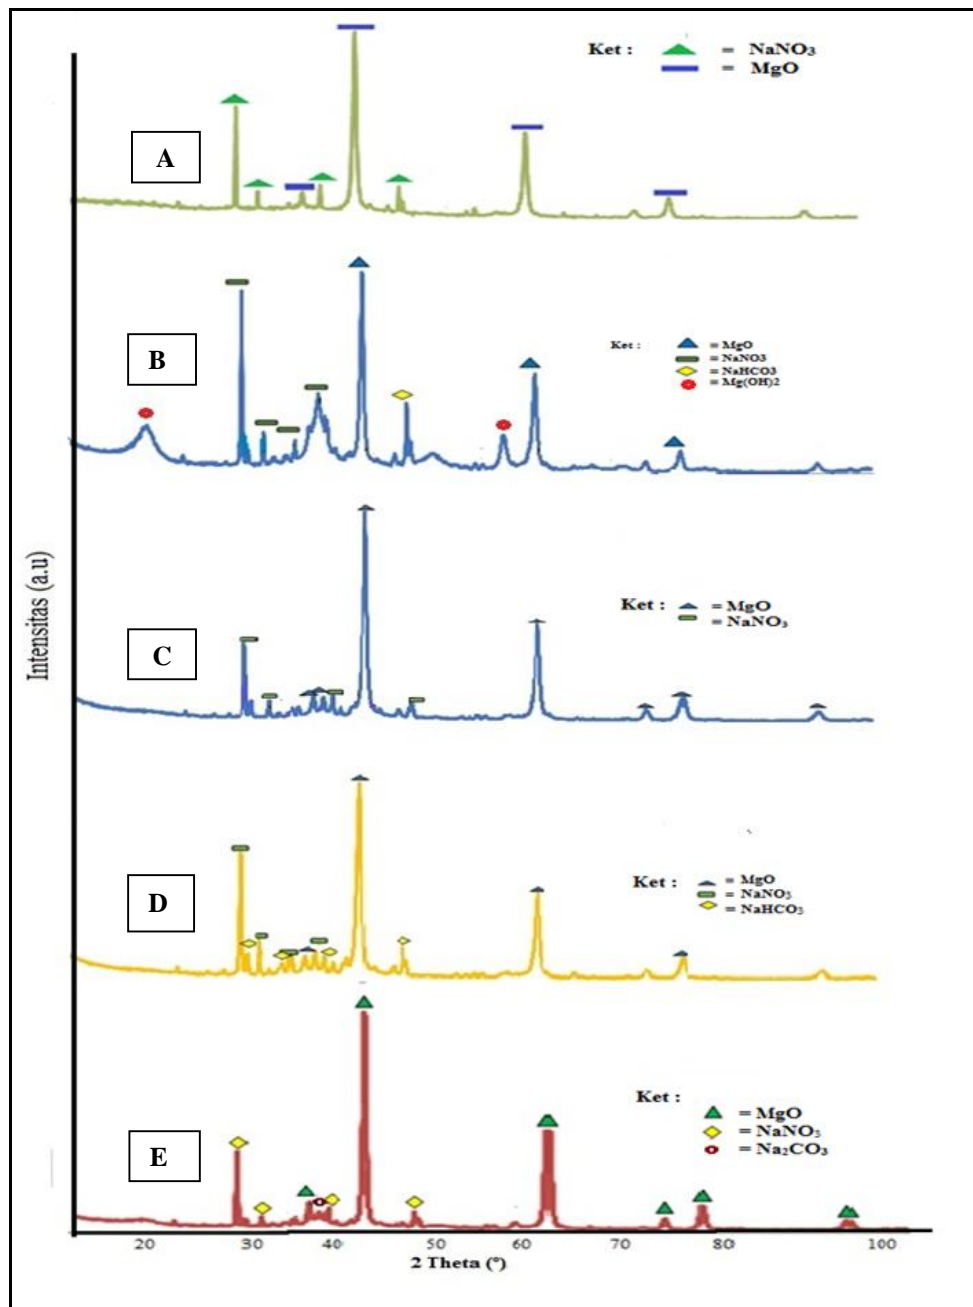 Ket :
= NaNO₃
= MgO
A
B
Ket :
= MgO
= NaNO3
= NaHCO3
= Mg(OH)2
Intensitas (a.u)
C
Ket :
= MgO
= NaNO₃
D
Ket :
= MgO
= NaNO₃
= NaHCO₃
E
Ket :
= MgO
= NaNO₃
= Na₂CO₃
20 30 40 50 60 70 80 100
2 Theta (°)